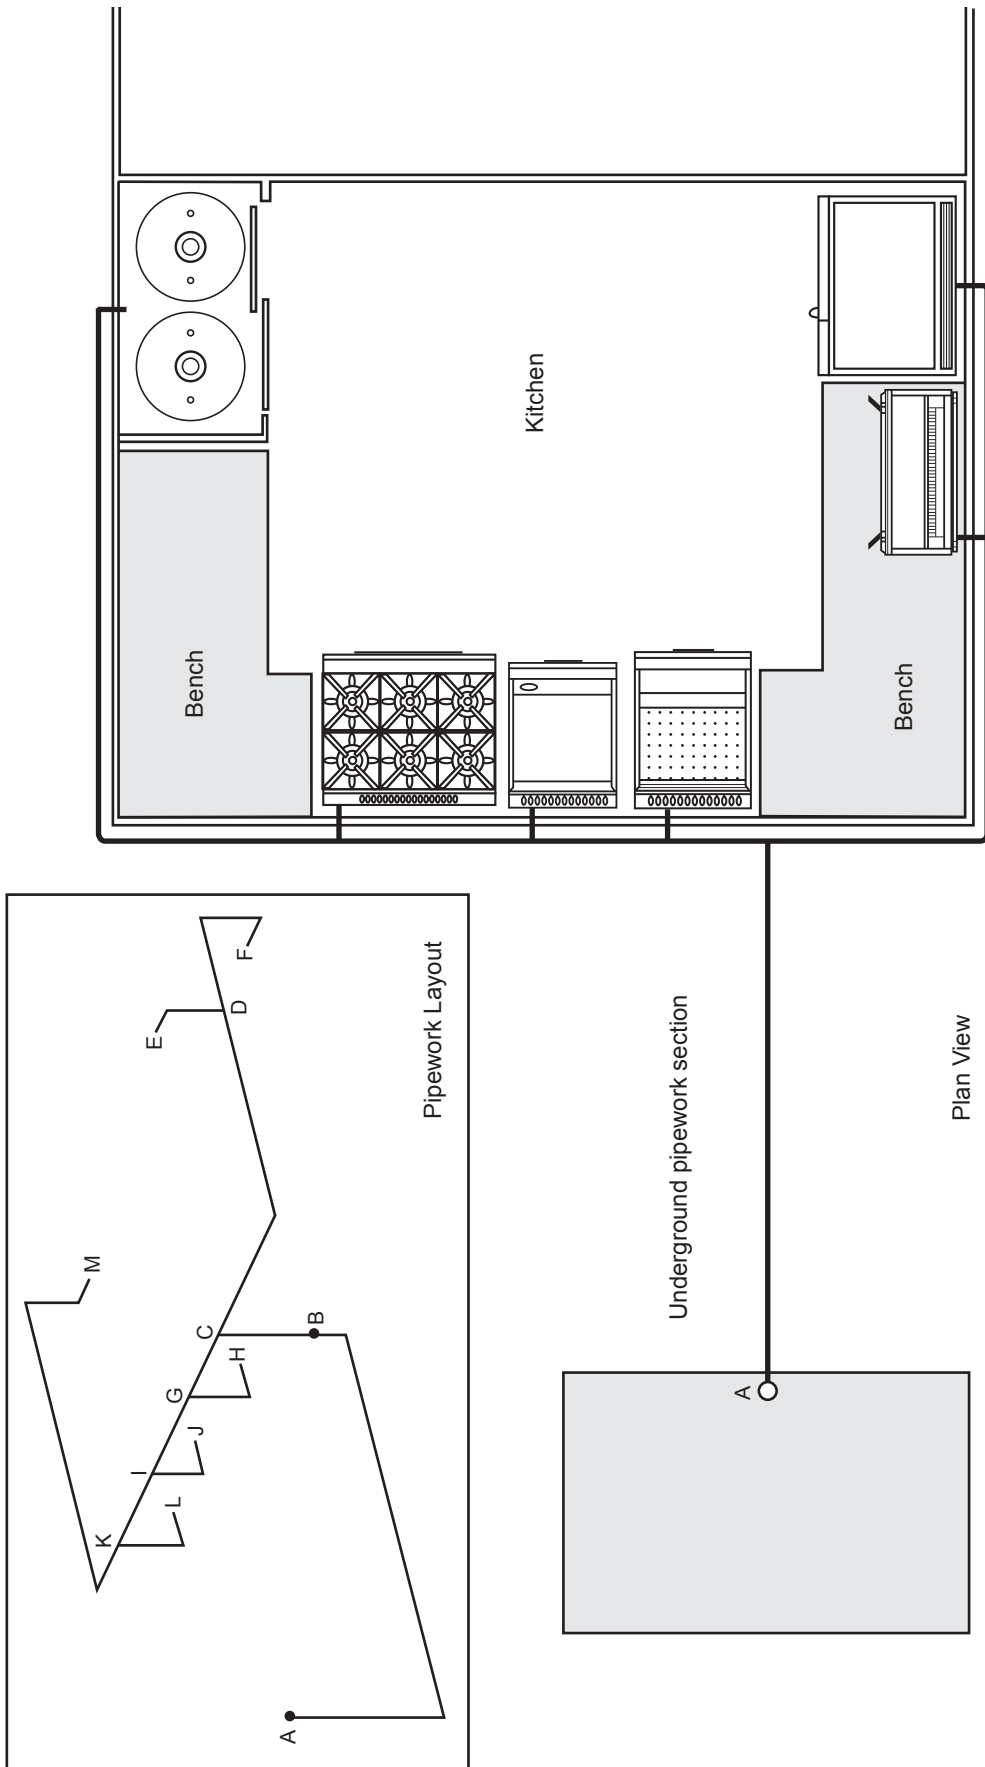 Kitchen
Bench
Bench
A
B
C
D
E
F
G
H
I
J
K
L
M
Pipework Layout
Underground pipework section
A
Plan View